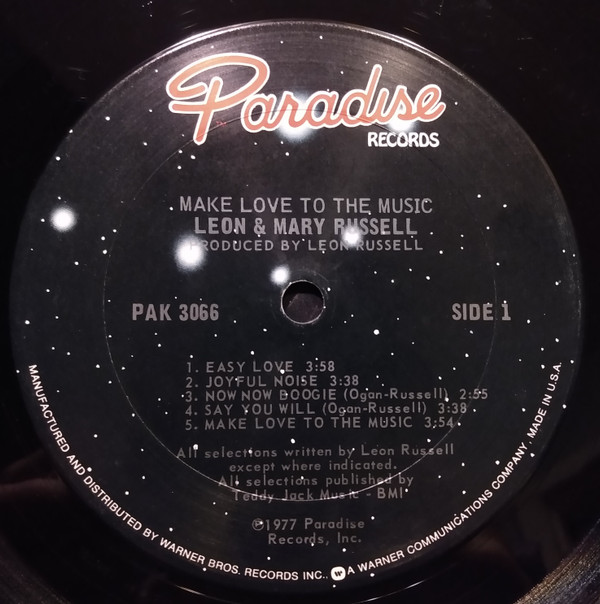 Paradise
RECORDS
MAKE LOVE TO THE MUSIC
LEON & MARY RUSSELL
PRODUCED BY LEON RUSSELL
PAK 3066
SIDE 1
1. EASY LOVE 3:58
2. JOYFUL NOISE 3:38
3. NOW NOW BOOGIE (Ogan-Russell) 2:55
4. SAY YOU WILL (Ogan-Russell) 3:38
5. MAKE LOVE TO THE MUSIC 3:54
All selections written by Leon Russell
except where indicated.
All selections published by
Teddy Jack Music - BMI
℗1977 Paradise
Records, Inc.
MANUFACTURED AND DISTRIBUTED BY WARNER BROS. RECORDS INC., A WARNER COMMUNICATIONS COMPANY. MADE IN U.S.A.